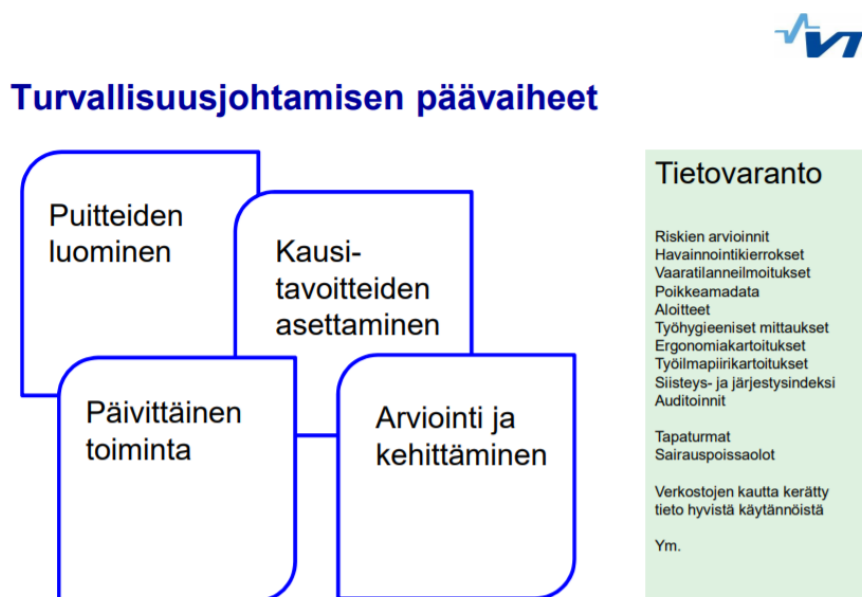 VT
Turvallisuusjohtamisen päävaiheet
Puitteiden
luominen
Kausi-
tavoitteiden
asettaminen
Päivittäinen
toiminta
Arviointi ja
kehittäminen
Tietovaranto
Riskien arvioinnit
Havainnointikierrokset
Vaaratilanneilmoitukset
Poikkeamadata
Aloitteet
Työhygieeniset mittaukset
Ergonomiakartoitukset
Työilmapiirikartoitukset
Siisteys- ja järjestysindeksi
Auditoinnit
Tapaturmat
Sairauspoissaolot
Verkostojen kautta kerätty
tieto hyvistä käytännöistä
Ym.